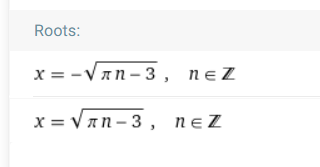 Roots:
x = -√(πn - 3) , n ∈ ℤ
x = √(πn - 3) , n ∈ ℤ